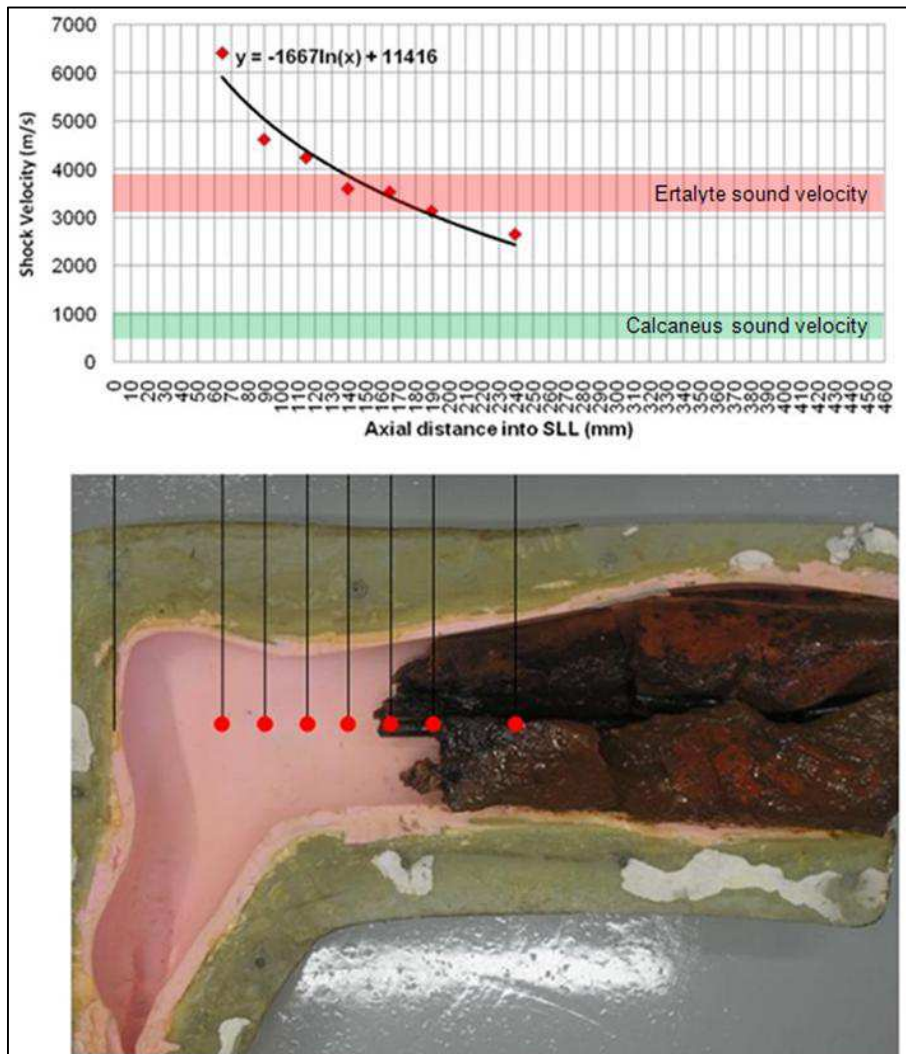 7000
6000
5000
4000
3000
2000
1000
0
Shock Velocity (m/s)
y = -1667ln(x) + 11416
Ertalyte sound velocity
Calcaneus sound velocity
0 10 20 30 40 50 60 70 80 90 100 110 120 130 140 150 160 170 180 190 200 210 220 230 240 250 260 270 280 290 300 310 320 330 340 350 360 370 380 390 400 410 420 430 440 450 460
Axial distance into SLL (mm)